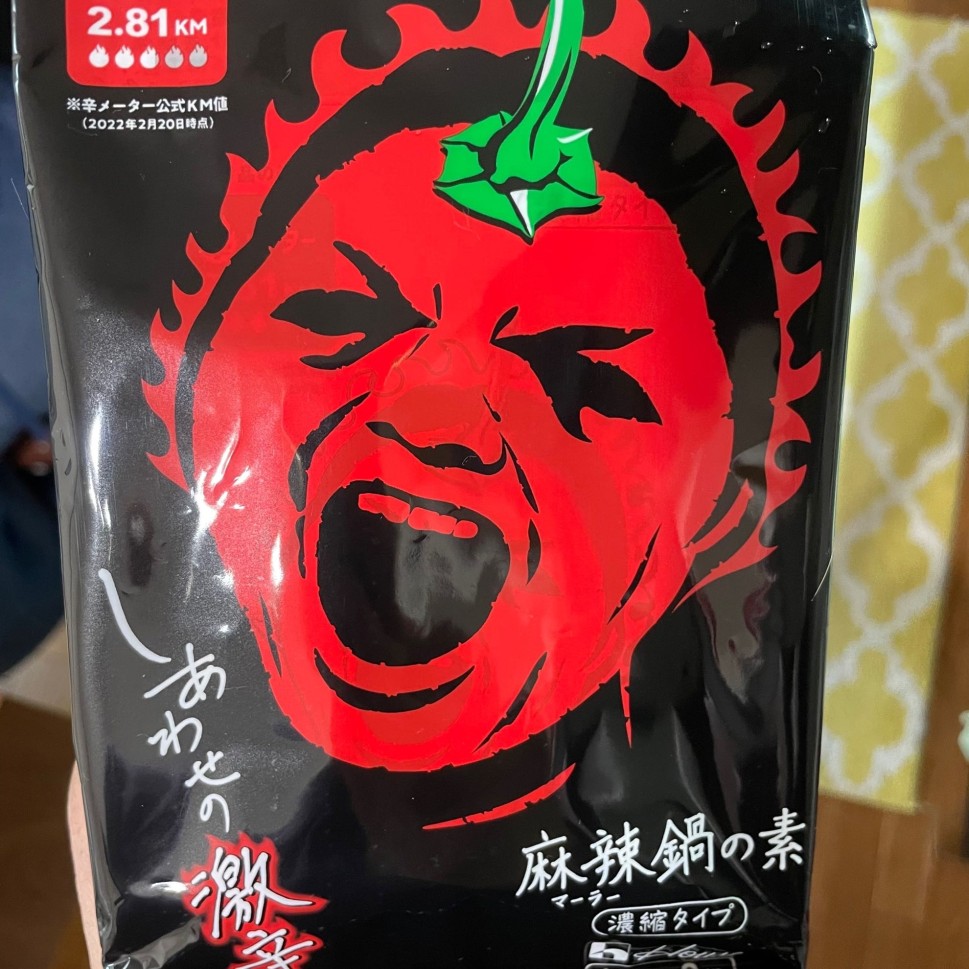 2.81KM
※辛メーター公式KM値
(2022年2月20日時点)
しあわせの
激辛
麻辣鍋の素
マーラー
濃縮タイプ